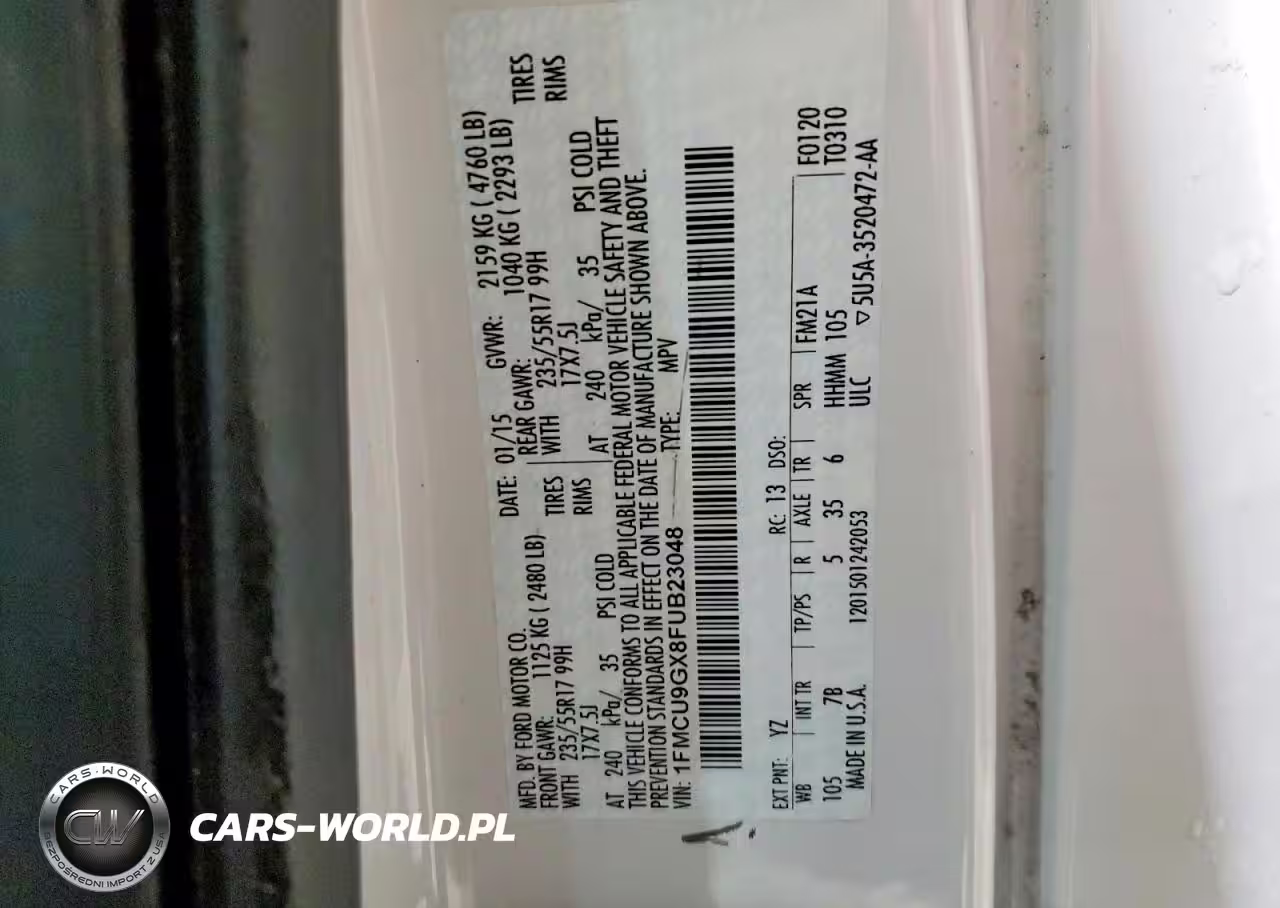 MFD. BY FORD MOTOR CO. DATE: 01/15 GVWR: 2159 KG ( 4760 LB)
FRONT GAWR: 1125 KG ( 2480 LB) REAR GAWR: 1040 KG ( 2293 LB)
WITH 235/55R17 99H TIRES WITH 235/55R17 99H TIRES
17X7.5J RIMS 17X7.5J RIMS
AT 240 kPa/ 35 PSI COLD AT 240 kPa/ 35 PSI COLD
THIS VEHICLE CONFORMS TO ALL APPLICABLE FEDERAL MOTOR VEHICLE SAFETY AND THEFT
PREVENTION STANDARDS IN EFFECT ON THE DATE OF MANUFACTURE SHOWN ABOVE.
VIN: 1FMCU9GX8FUB23048 TYPE: MPV
EXT PNT: YZ RC: 13 DSO:
WB INT TR TP/PS R AXLE TR SPR FM21A F0120
105 7B 5 35 6 HHMM 105 T0310
MADE IN U.S.A. 1201501242053 ULC ▽ 5U5A-3520472-AA
CARS-WORLD
CW
BEZPOŚREDNI IMPORT Z USA
CARS-WORLD.PL